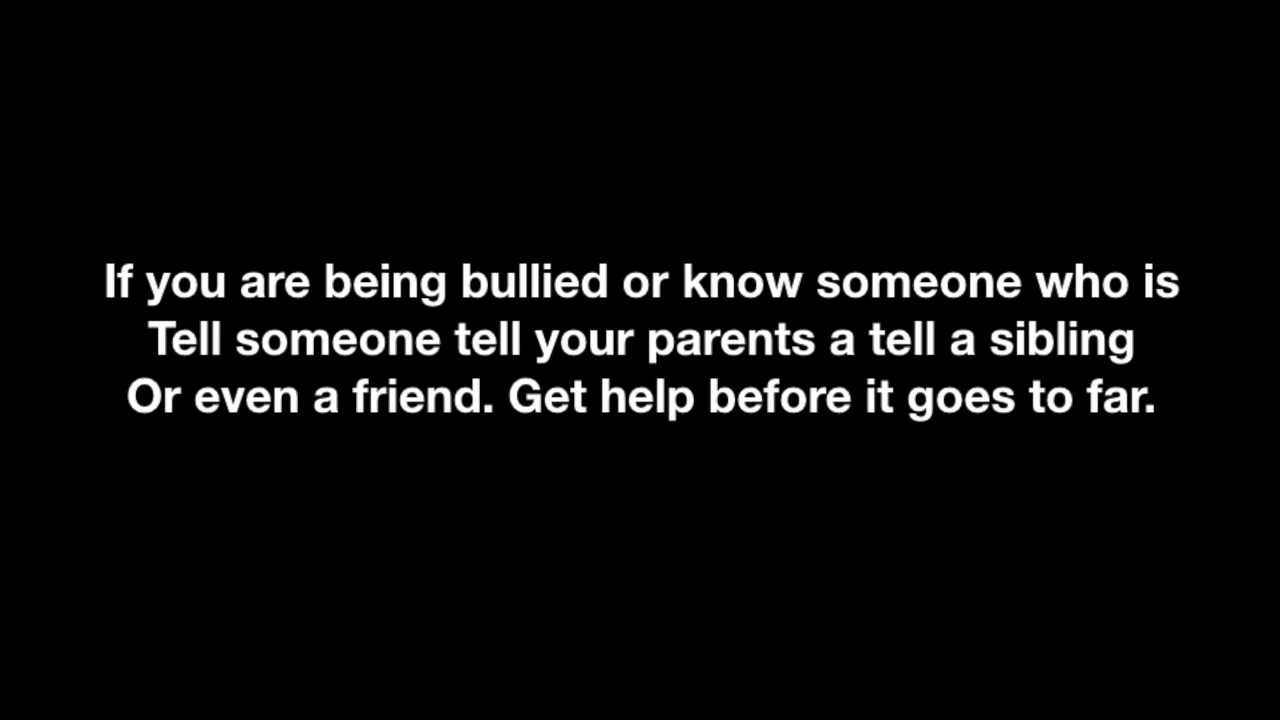 If you are being bullied or know someone who is
Tell someone tell your parents a tell a sibling
Or even a friend. Get help before it goes to far.